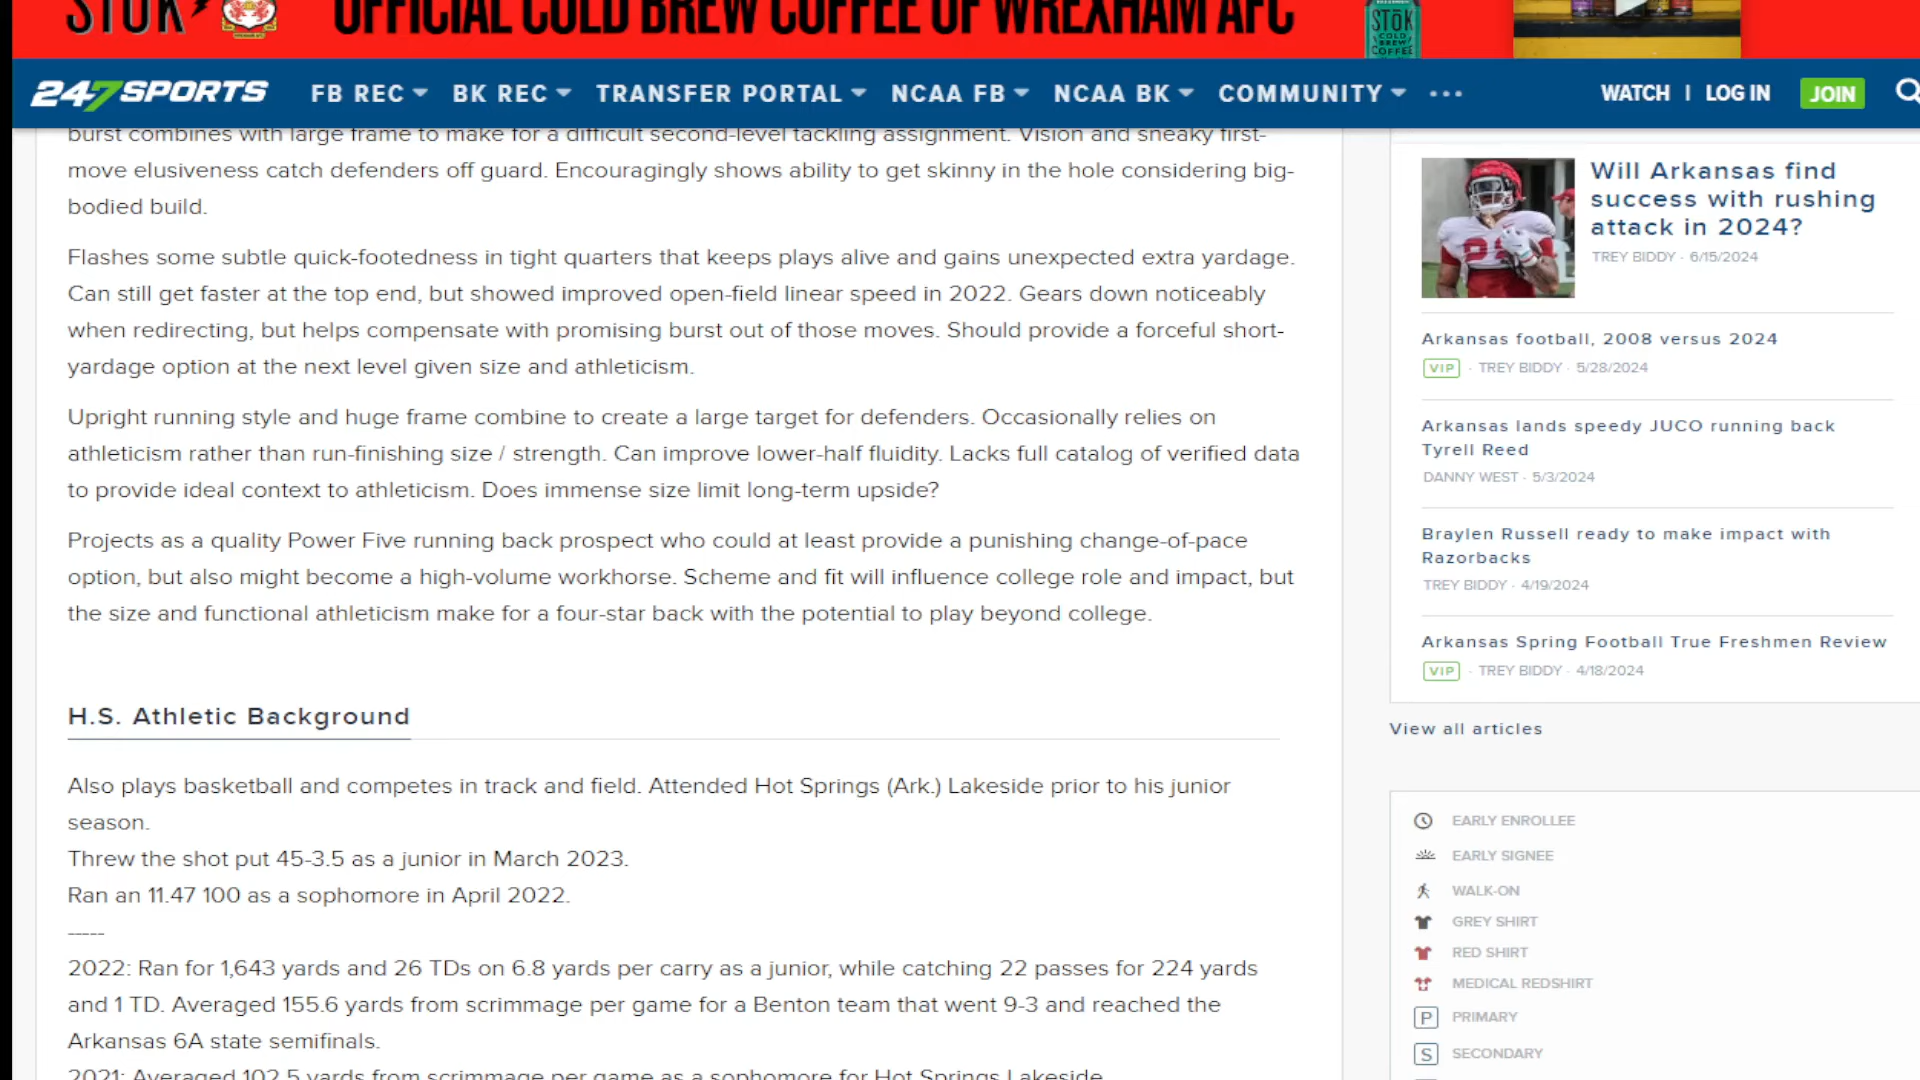 STŌK
OFFICIAL COLD BREW COFFEE OF WREXHAM AFC
STŌK
COLD
BREW
COFFEE
247SPORTS
FB REC
BK REC
TRANSFER PORTAL
NCAA FB
NCAA BK
COMMUNITY
WATCH | LOG IN
JOIN
burst combines with large frame to make for a difficult second-level tackling assignment. Vision and sneaky first-
move elusiveness catch defenders off guard. Encouragingly shows ability to get skinny in the hole considering big-
bodied build.
Flashes some subtle quick-footedness in tight quarters that keeps plays alive and gains unexpected extra yardage.
Can still get faster at the top end, but showed improved open-field linear speed in 2022. Gears down noticeably
when redirecting, but helps compensate with promising burst out of those moves. Should provide a forceful short-
yardage option at the next level given size and athleticism.
Upright running style and huge frame combine to create a large target for defenders. Occasionally relies on
athleticism rather than run-finishing size / strength. Can improve lower-half fluidity. Lacks full catalog of verified data
to provide ideal context to athleticism. Does immense size limit long-term upside?
Projects as a quality Power Five running back prospect who could at least provide a punishing change-of-pace
option, but also might become a high-volume workhorse. Scheme and fit will influence college role and impact, but
the size and functional athleticism make for a four-star back with the potential to play beyond college.
H.S. Athletic Background
Also plays basketball and competes in track and field. Attended Hot Springs (Ark.) Lakeside prior to his junior
season.
Threw the shot put 45-3.5 as a junior in March 2023.
Ran an 11.47 100 as a sophomore in April 2022.
-----
2022: Ran for 1,643 yards and 26 TDs on 6.8 yards per carry as a junior, while catching 22 passes for 224 yards
and 1 TD. Averaged 155.6 yards from scrimmage per game for a Benton team that went 9-3 and reached the
Arkansas 6A state semifinals.
2021: Averaged 102.5 yards from scrimmage per game as a sophomore for Hot Springs Lakeside.
Will Arkansas find
success with rushing
attack in 2024?
TREY BIDDY · 6/15/2024
Arkansas football, 2008 versus 2024
VIP · TREY BIDDY · 5/28/2024
Arkansas lands speedy JUCO running back
Tyrell Reed
DANNY WEST · 5/3/2024
Braylen Russell ready to make impact with
Razorbacks
TREY BIDDY · 4/19/2024
Arkansas Spring Football True Freshmen Review
VIP · TREY BIDDY · 4/18/2024
View all articles
EARLY ENROLLEE
EARLY SIGNEE
WALK-ON
GREY SHIRT
RED SHIRT
MEDICAL REDSHIRT
P PRIMARY
S SECONDARY